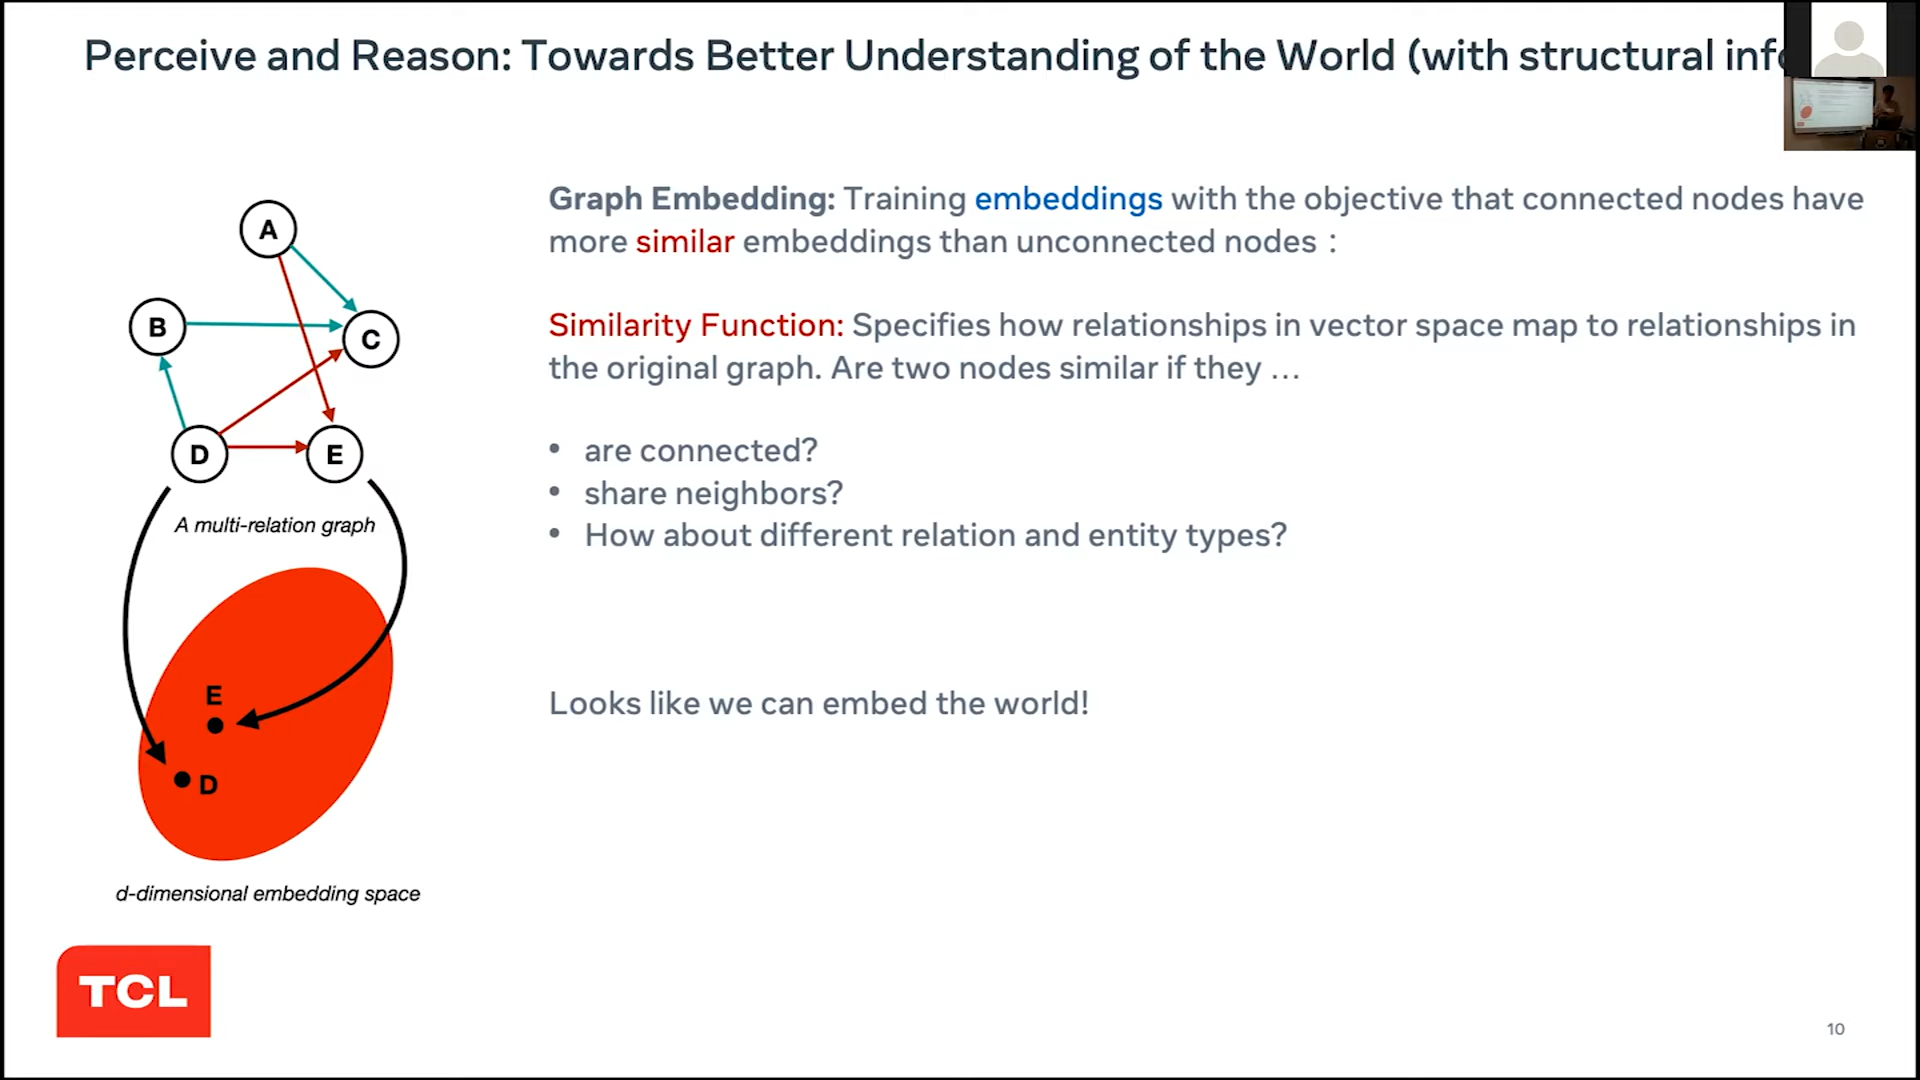 Perceive and Reason: Towards Better Understanding of the World (with structural
Graph Embedding: Training embeddings with the objective that connected nodes have
more similar embeddings than unconnected nodes :
Similarity Function: Specifies how relationships in vector space map to relationships in
the original graph. Are two nodes similar if they …
• are connected?
• share neighbors?
• How about different relation and entity types?
Looks like we can embed the world!
A
B
C
D
E
A multi-relation graph
E
D
d-dimensional embedding space
TCL
10